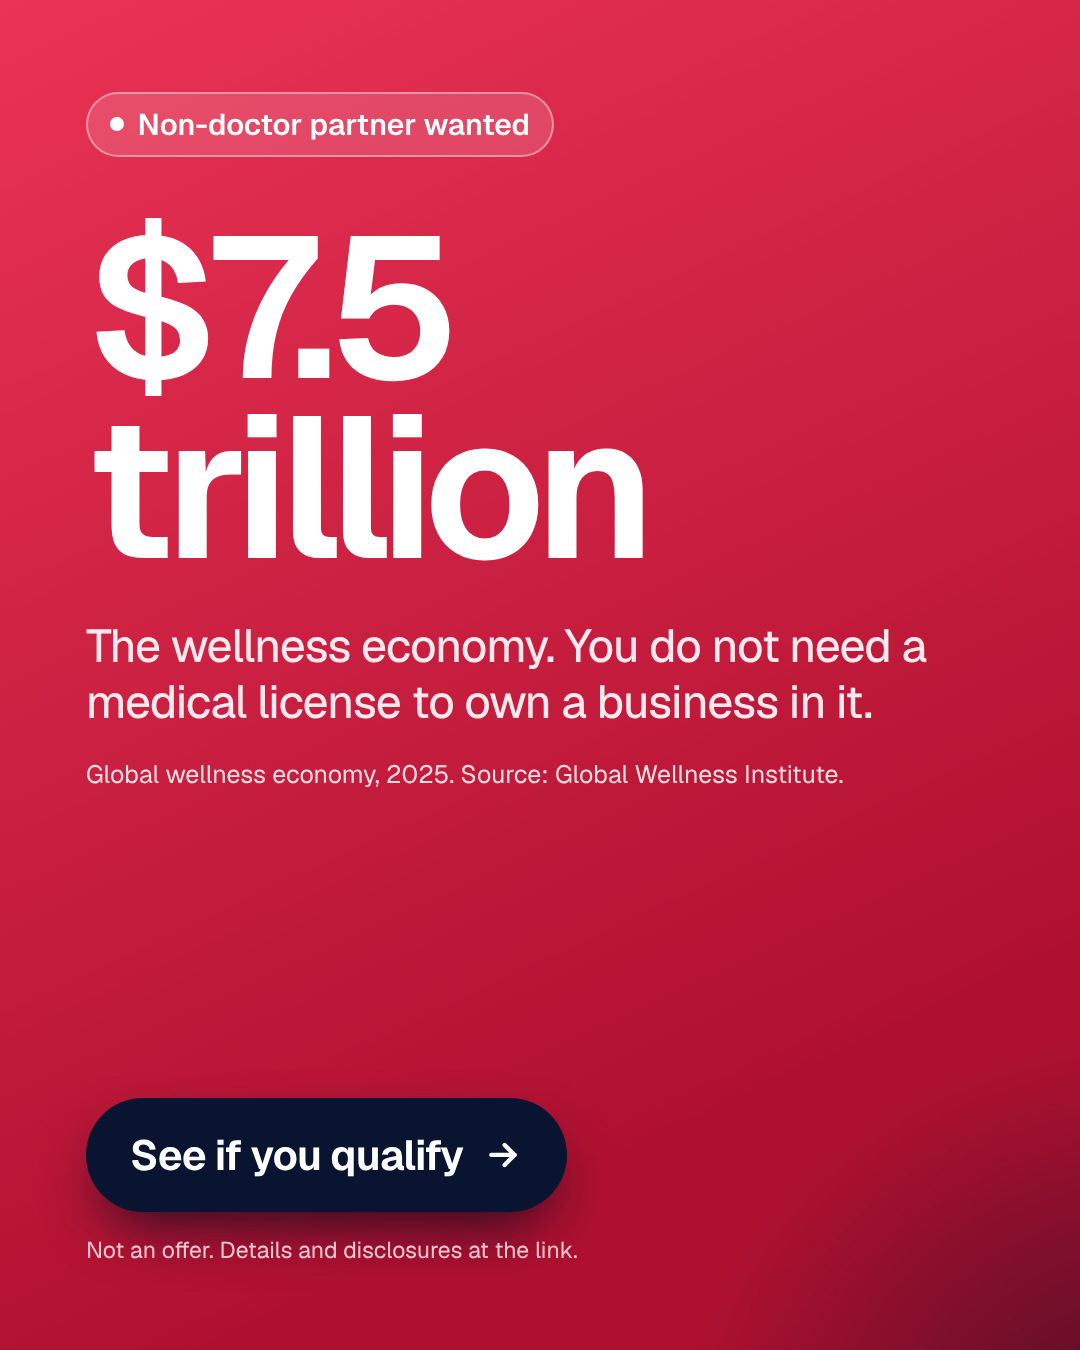 Non-doctor partner wanted
$7.5
trillion
The wellness economy. You do not need a
medical license to own a business in it.
Global wellness economy, 2025. Source: Global Wellness Institute.
See if you qualify →
Not an offer. Details and disclosures at the link.